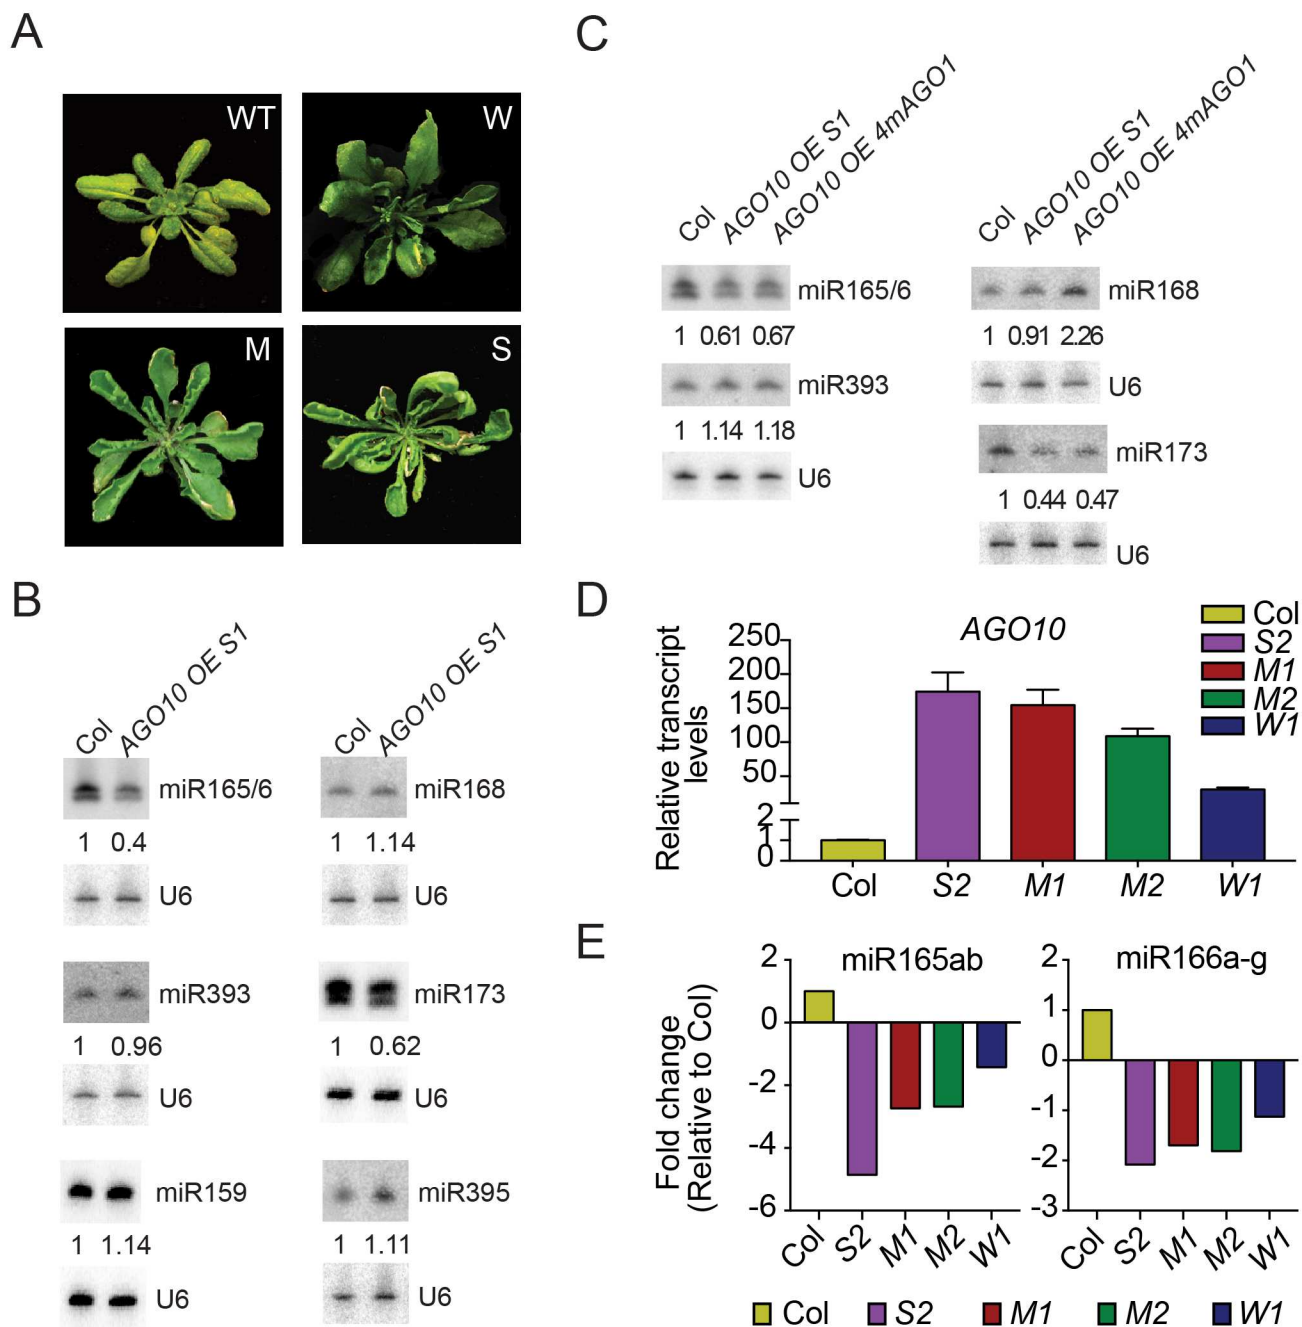 A
WT
W
M
S
B
Col
AGO10 OE S1
miR165/6
1 0.4
U6
miR393
1 0.96
U6
miR159
1 1.14
U6
Col
AGO10 OE S1
miR168
1 1.14
U6
miR173
1 0.62
U6
miR395
1 1.11
U6
C
Col
AGO10 OE S1
AGO10 OE 4mAGO1
miR165/6
1 0.61 0.67
miR393
1 1.14 1.18
U6
Col
AGO10 OE S1
AGO10 OE 4mAGO1
miR168
1 0.91 2.26
U6
miR173
1 0.44 0.47
U6
D
AGO10
Relative transcript
levels
250
200
150
100
50
2
1
0
Col S2 M1 M2 W1
Col
S2
M1
M2
W1
E
Fold change
(Relative to Col)
miR165ab
2
0
-2
-4
-6
Col S2 M1 M2 W1
miR166a-g
2
1
0
-1
-2
-3
Col S2 M1 M2 W1
Col S2 M1 M2 W1